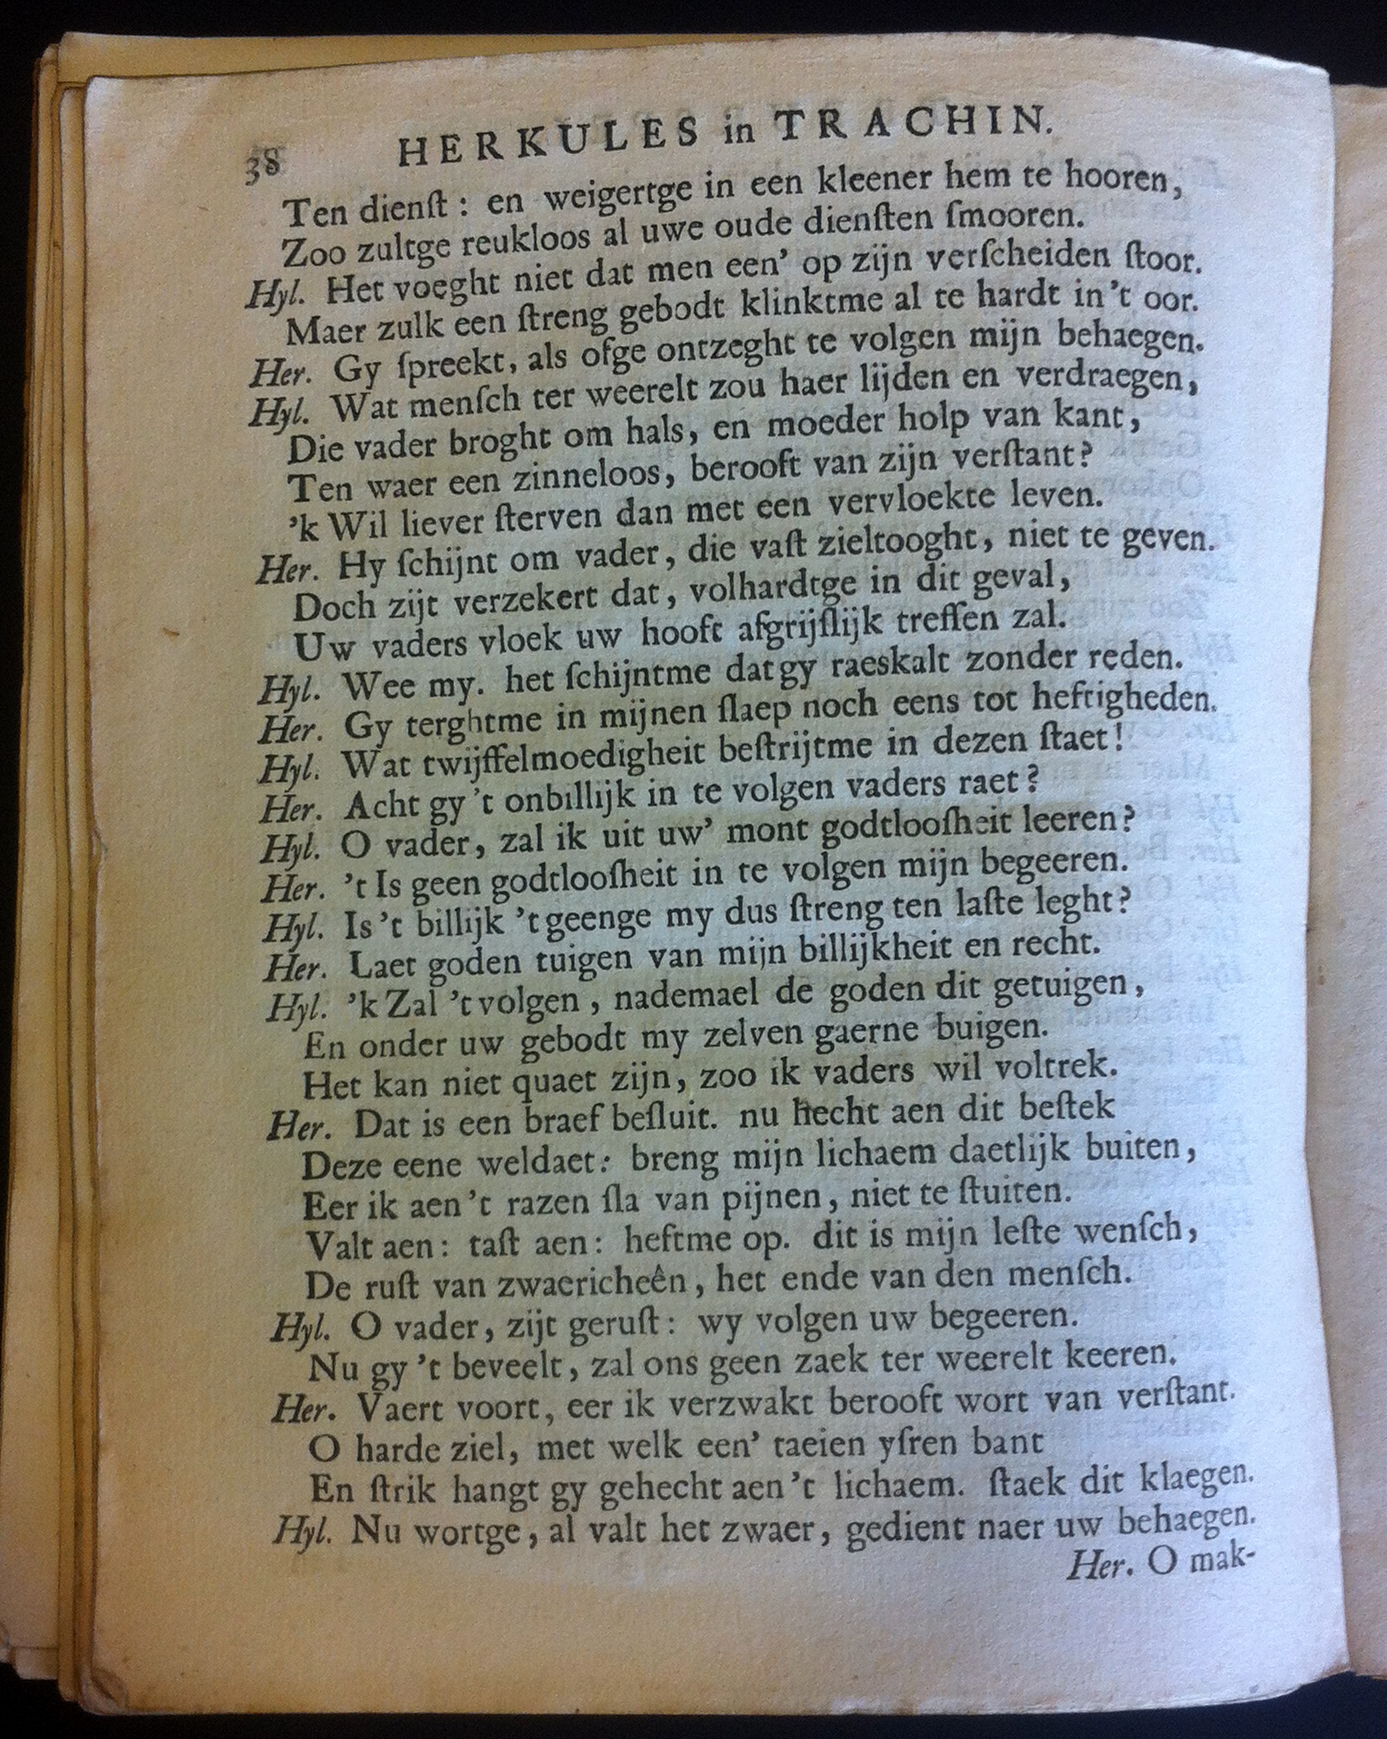 38 HERKULES in TRACHIN.
Ten dienſt : en weigertge in een kleener hem te hooren,
Zoo zultge reukloos al uwe oude dienſten ſmooren.
Hyl. Het voeght niet dat men een’ op zijn verſcheiden ſtoor.
Maer zulk een ſtreng gebodt klinktme al te hardt in ’t oor.
Her. Gy ſpreekt, als ofge ontzeght te volgen mijn behaegen.
Hyl. Wat menſch ter weerelt zou haer lijden en verdraegen,
Die vader broght om hals, en moeder holp van kant,
Ten waer een zinneloos, berooft van zijn verſtant?
’k Wil liever ſterven dan met een vervloekte leven.
Her. Hy ſchijnt om vader, die vaſt zieltooght, niet te geven.
Doch zijt verzekert dat, volhardtge in dit geval,
Uw vaders vloek uw hooft afgrijſlijk treffen zal.
Hyl. Wee my. het ſchijntme dat gy raeskalt zonder reden.
Her. Gy terghtme in mijnen ſlaep noch eens tot heftigheden.
Hyl. Wat twijffelmoedigheit beſtrijtme in dezen ſtaet!
Her. Acht gy ’t onbillijk in te volgen vaders raet?
Hyl. O vader, zal ik uit uw’ mont godtlooſheit leeren?
Her. ’t Is geen godtlooſheit in te volgen mijn begeeren.
Hyl. Is ’t billijk ’t geenge my dus ſtreng ten laſte leght?
Her. Laet goden tuigen van mijn billijkheit en recht.
Hyl. ’k Zal ’t volgen, nademael de goden dit getuigen,
En onder uw gebodt my zelven gaerne buigen.
Het kan niet quaet zijn, zoo ik vaders wil voltrek.
Her. Dat is een braef beſluit. nu hecht aen dit beſtek
Deze eene weldaet: breng mijn lichaem daetlijk buiten,
Eer ik aen ’t razen ſla van pijnen, niet te ſtuiten.
Valt aen: taſt aen: heftme op. dit is mijn leſte wenſch,
De ruſt van zwaericheên, het ende van den menſch.
Hyl. O vader, zijt geruſt: wy volgen uw begeeren.
Nu gy ’t beveelt, zal ons geen zaek ter weerelt keeren.
Her. Vaert voort, eer ik verzwakt berooft wort van verſtant.
O harde ziel, met welk een’ taeien yſren bant
En ſtrik hangt gy gehecht aen ’t lichaem. ſtaek dit klaegen.
Hyl. Nu wortge, al valt het zwaer, gedient naer uw behaegen.
Her. O mak-